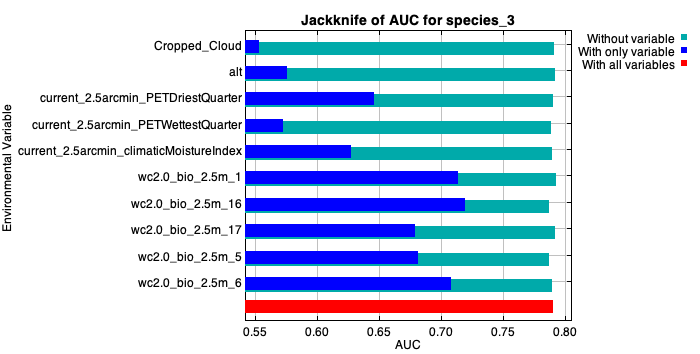 Jackknife of AUC for species_3
Without variable
With only variable
With all variables
Environmental Variable
Cropped_Cloud
alt
current_2.5arcmin_PETDriestQuarter
current_2.5arcmin_PETWettestQuarter
current_2.5arcmin_climaticMoistureIndex
wc2.0_bio_2.5m_1
wc2.0_bio_2.5m_16
wc2.0_bio_2.5m_17
wc2.0_bio_2.5m_5
wc2.0_bio_2.5m_6
0.55 0.60 0.65 0.70 0.75 0.80
AUC